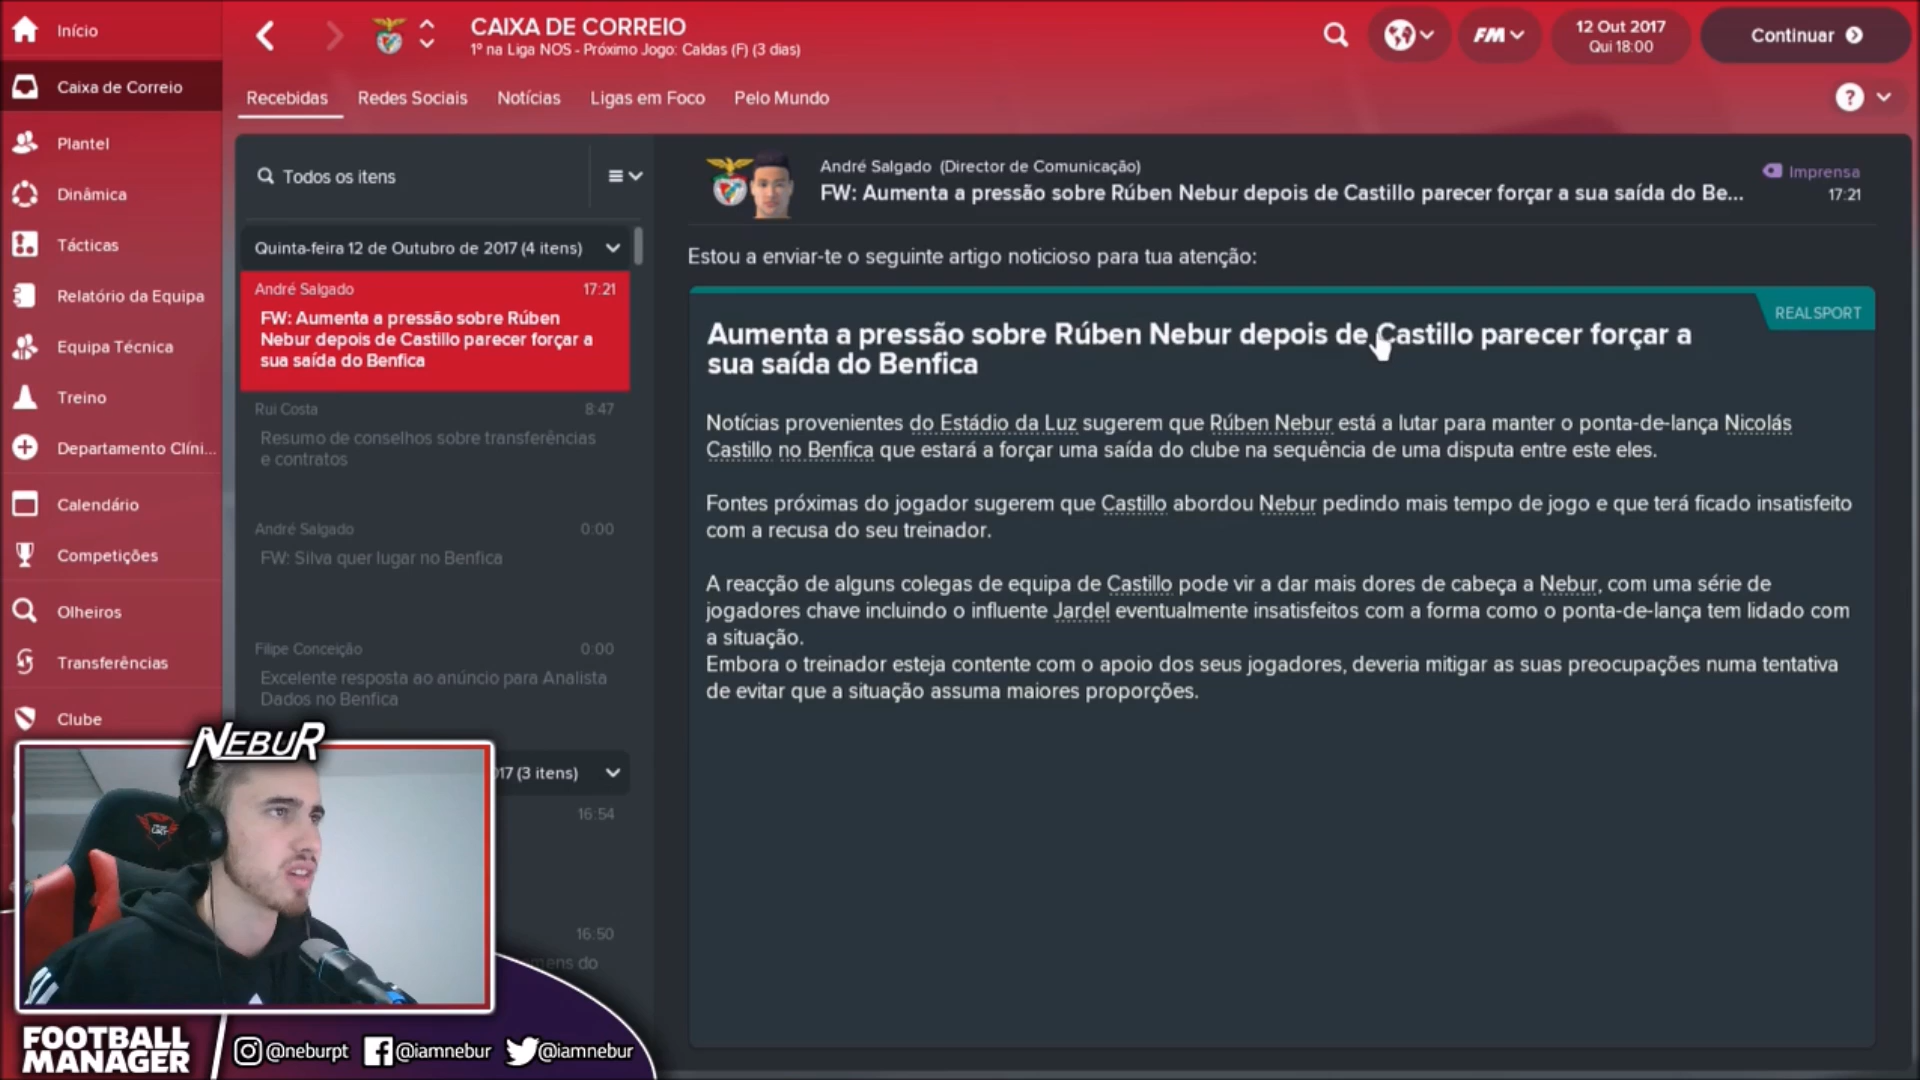 Início
Caixa de Correio
Plantel
Dinâmica
Tácticas
Relatório da Equipa
Equipa Técnica
Treino
Departamento Clíni...
Calendário
Competições
Olheiros
Transferências
Clube
CAIXA DE CORREIO
1º na Liga NOS - Próximo Jogo: Caldas (F) (3 dias)
FM
12 Out 2017
Qui 18:00
Continuar
Recebidas
Redes Sociais
Notícias
Ligas em Foco
Pelo Mundo
?
Todos os itens
Quinta-feira 12 de Outubro de 2017 (4 itens)
André Salgado 17:21
FW: Aumenta a pressão sobre Rúben
Nebur depois de Castillo parecer forçar a
sua saída do Benfica
Rui Costa 8:47
Resumo de conselhos sobre transferências
e contratos
André Salgado 0:00
FW: Silva quer lugar no Benfica
Filipe Conceição 0:00
Excelente resposta ao anúncio para Analista
Dados no Benfica
17 (3 itens)
16:54
16:50
mens do
André Salgado (Director de Comunicação)
FW: Aumenta a pressão sobre Rúben Nebur depois de Castillo parecer forçar a sua saída do Be...
Imprensa
17:21
Estou a enviar-te o seguinte artigo noticioso para tua atenção:
REALSPORT
Aumenta a pressão sobre Rúben Nebur depois de Castillo parecer forçar a
sua saída do Benfica
Notícias provenientes do Estádio da Luz sugerem que Rúben Nebur está a lutar para manter o ponta-de-lança Nicolás
Castillo no Benfica que estará a forçar uma saída do clube na sequência de uma disputa entre este eles.
Fontes próximas do jogador sugerem que Castillo abordou Nebur pedindo mais tempo de jogo e que terá ficado insatisfeito
com a recusa do seu treinador.
A reacção de alguns colegas de equipa de Castillo pode vir a dar mais dores de cabeça a Nebur, com uma série de
jogadores chave incluindo o influente Jardel eventualmente insatisfeitos com a forma como o ponta-de-lança tem lidado com
a situação.
Embora o treinador esteja contente com o apoio dos seus jogadores, deveria mitigar as suas preocupações numa tentativa
de evitar que a situação assuma maiores proporções.
NEBUR
FOOTBALL
MANAGER
@neburpt
@iamnebur
@iamnebur